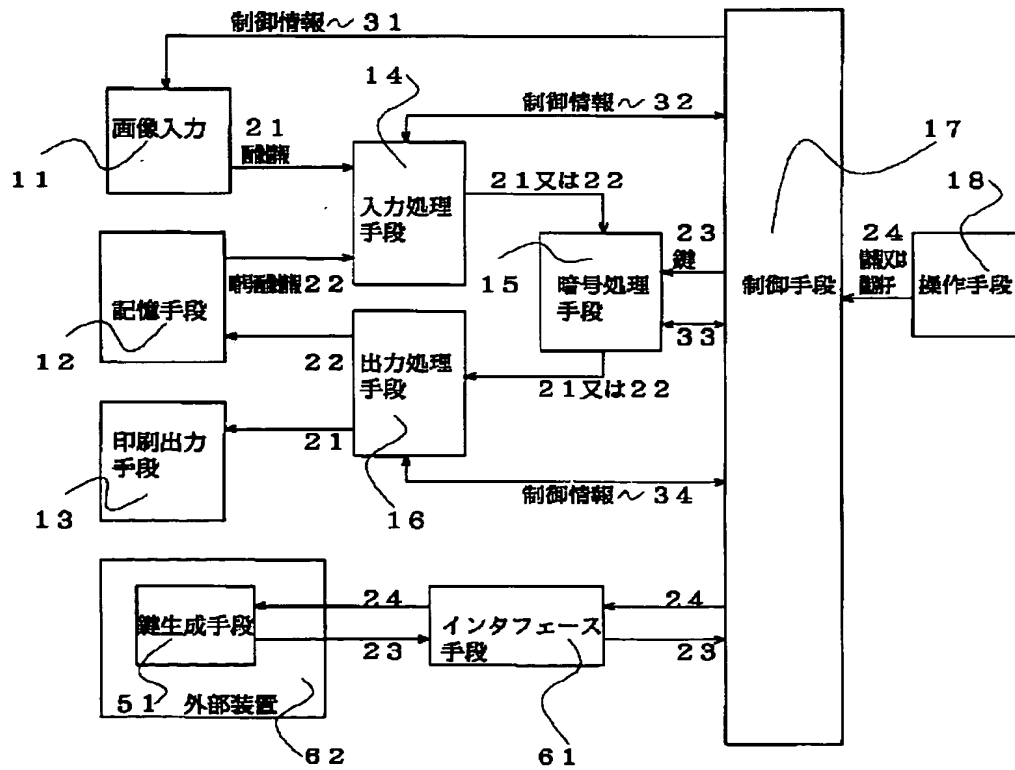 制御情報～31
14
制御情報～32
画像入力
21
11
17
18
21又は22
入力処理
手段
23
鍵
24
15
暗号処理
手段
制御手段
操作手段
22
記憶手段
12
22
出力処理
手段
33
21又は22
21
印刷出力
手段
13
16
制御情報～34
24
24
鍵生成手段
インタフェース
手段
23
23
51
外部装置
62
61